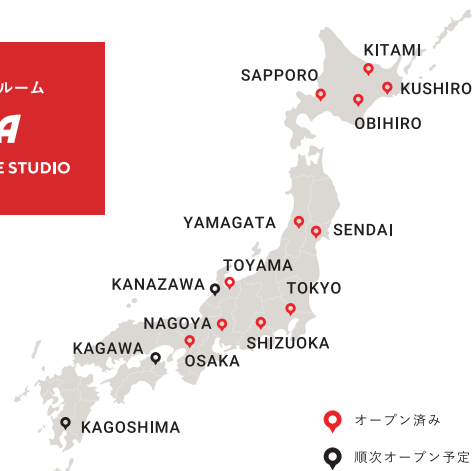 ルーム
A
E STUDIO
KITAMI
SAPPORO
KUSHIRO
OBIHIRO
YAMAGATA
SENDAI
TOYAMA
KANAZAWA
TOKYO
NAGOYA
SHIZUOKA
KAGAWA
OSAKA
KAGOSHIMA
オープン済み
順次オープン予定